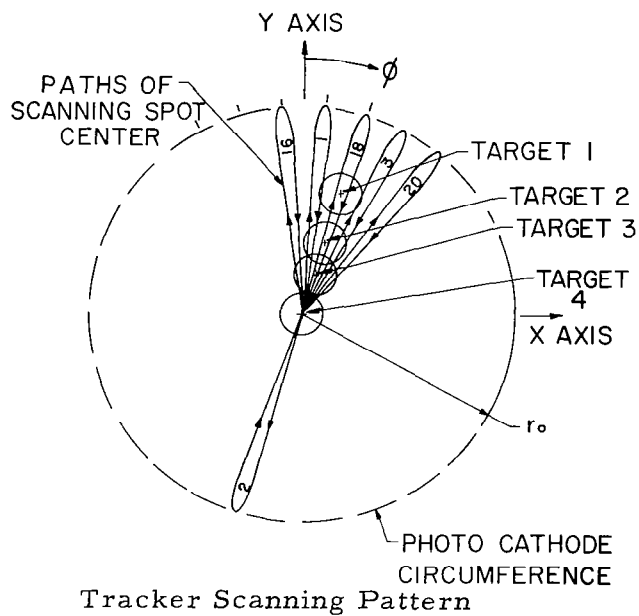 Y AXIS
φ
PATHS OF
SCANNING SPOT
CENTER
16
1
18
3
20
TARGET 1
TARGET 2
TARGET 3
TARGET
4
X AXIS
ro
2
PHOTO CATHODE
CIRCUMFERENCE
Tracker Scanning Pattern